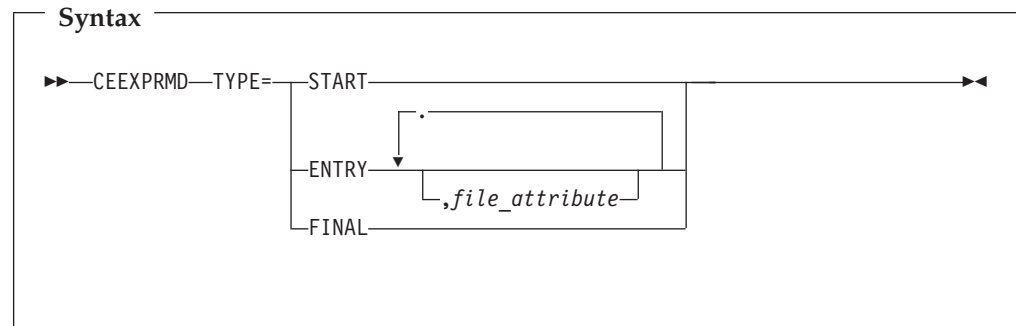 Syntax
►►—CEEXPRMD—TYPE=—START—►◄
.
ENTRY
,file_attribute
FINAL